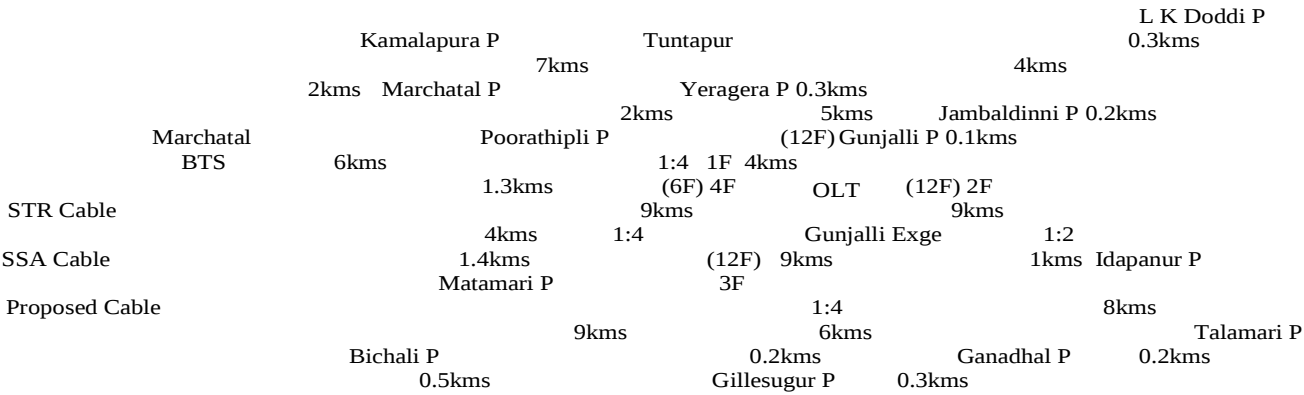 L K Doddi P
Kamalapura P Tuntapur 0.3kms
7kms 4kms
2kms Marchatal P Yeragera P 0.3kms
2kms 5kms Jambaldinni P 0.2kms
Marchatal Poorathipli P (12F) Gunjalli P 0.1kms
BTS 6kms 1:4 1F 4kms
1.3kms (6F) 4F OLT (12F) 2F
STR Cable 9kms 9kms
4kms 1:4 Gunjalli Exge 1:2
SSA Cable 1.4kms (12F) 9kms 1kms Idapanur P
Matamari P 3F
Proposed Cable 1:4 8kms
9kms 6kms Talamari P
Bichali P 0.2kms Ganadhal P 0.2kms
0.5kms Gillesugur P 0.3kms